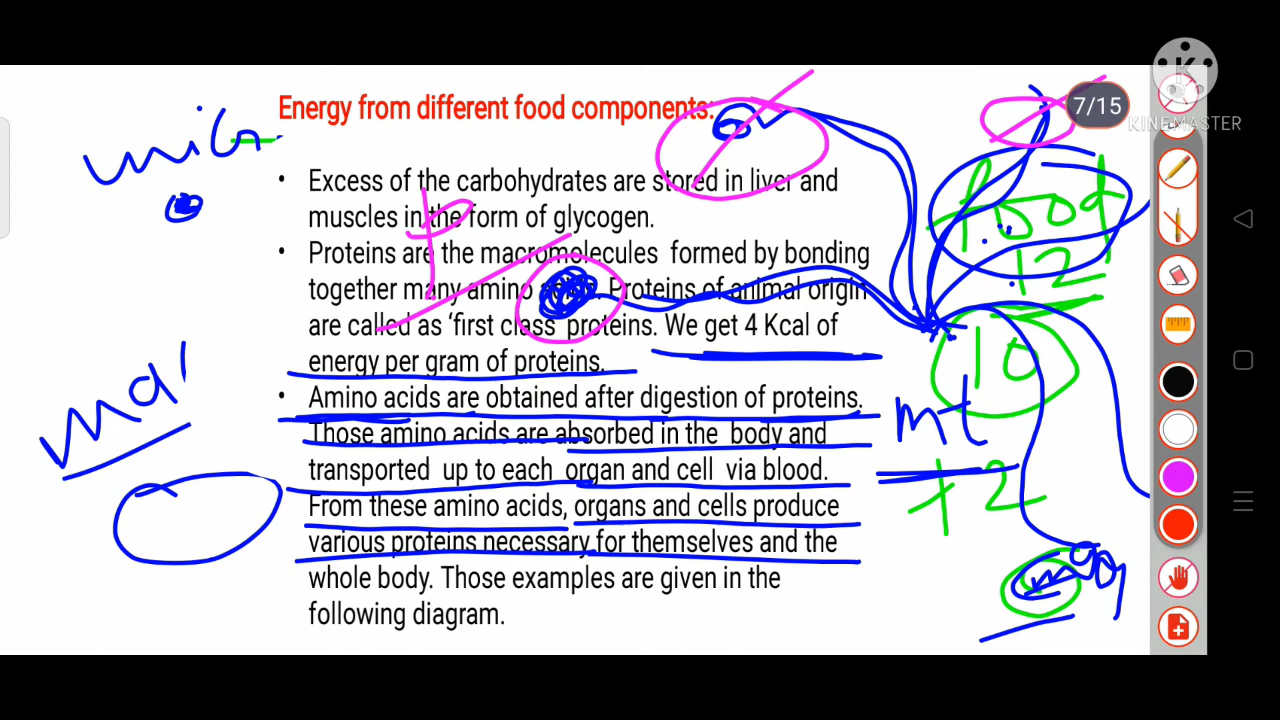 7/15
KINEMASTER
Energy from different food components:
• Excess of the carbohydrates are stored in liver and
muscles in the form of glycogen.
• Proteins are the macromolecules formed by bonding
together many amino acids. Proteins of animal origin
are called as ‘first class’ proteins. We get 4 Kcal of
energy per gram of proteins.
• Amino acids are obtained after digestion of proteins.
Those amino acids are absorbed in the body and
transported up to each organ and cell via blood.
From these amino acids, organs and cells produce
various proteins necessary for themselves and the
whole body. Those examples are given in the
following diagram.
food
12
10
mt
+2